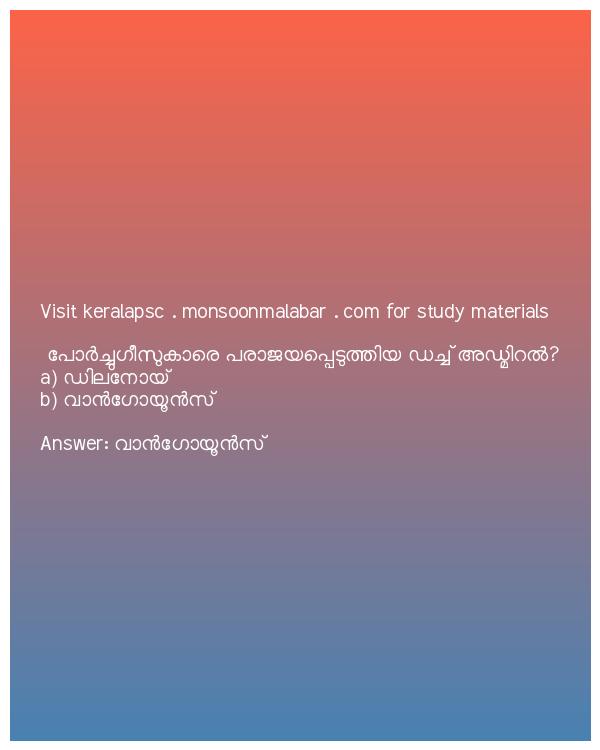 Visit keralapsc . monsoonmalabar . com for study materials
പോർച്ചുഗീസുകാരെ പരാജയപ്പെടുത്തിയ ഡച്ച് അഡ്മിറൽ?
a) ഡിലനോയ്
b) വാൻഗോയൂൻസ്
Answer: വാൻഗോയൂൻസ്